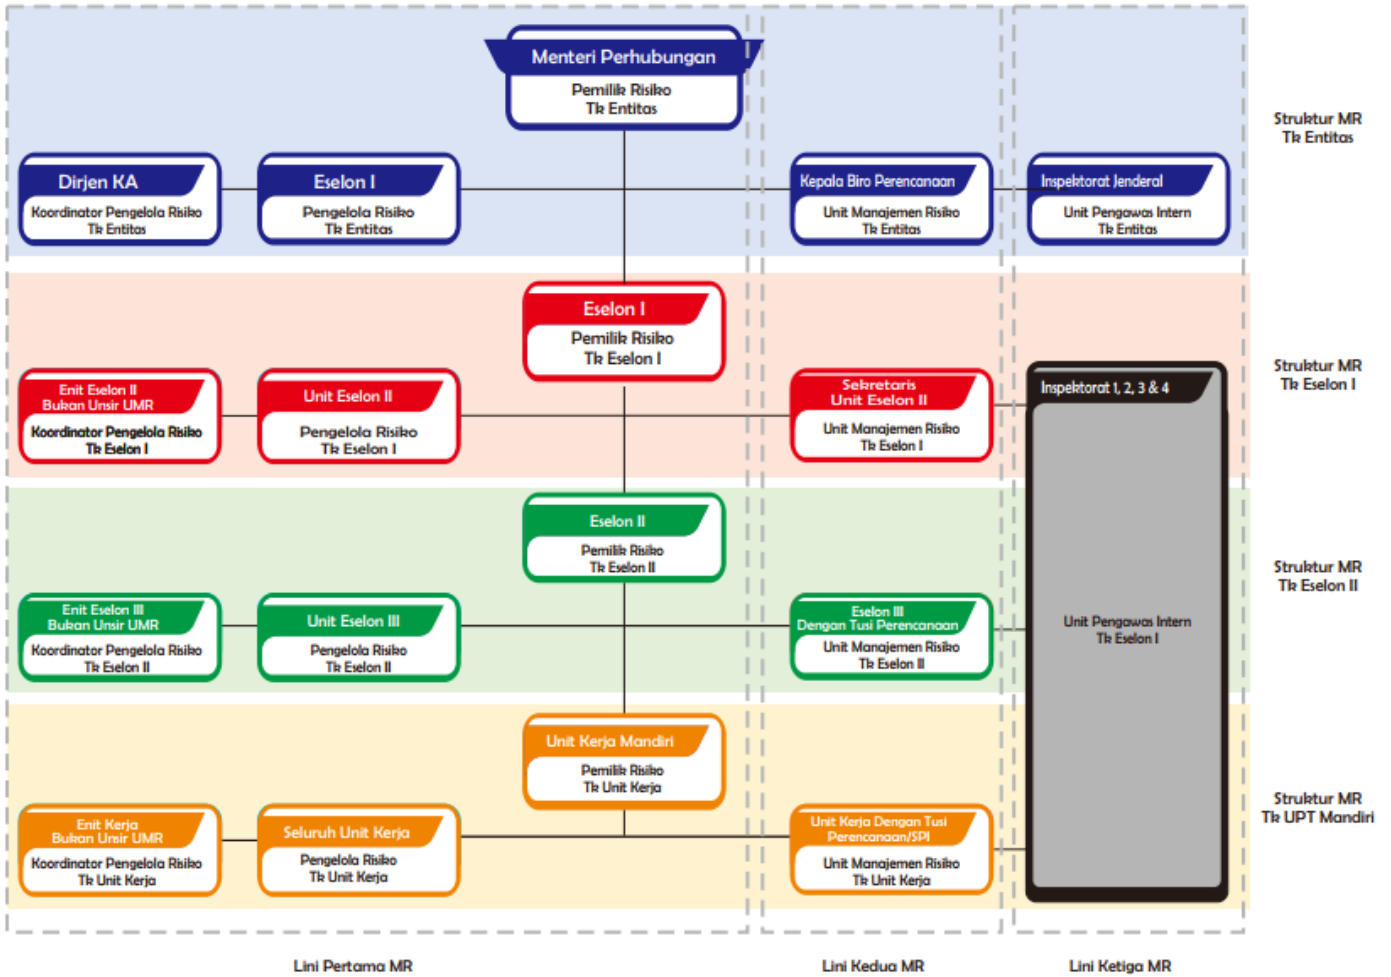 Menteri Perhubungan
Pemilik Risiko
Tk Entitas
Dirjen KA
Koordinator Pengelola Risiko
Tk Entitas
Eselon I
Pengelola Risiko
Tk Entitas
Kepala Biro Perencanaan
Unit Manajemen Risiko
Tk Entitas
Inspektorat Jenderal
Unit Pengawas Intern
Tk Entitas
Struktur MR
Tk Entitas
Eselon I
Pemilik Risiko
Tk Eselon I
Enit Eselon II
Bukan Unsir UMR
Koordinator Pengelola Risiko
Tk Eselon I
Unit Eselon II
Pengelola Risiko
Tk Eselon I
Sekretaris
Unit Eselon II
Unit Manajemen Risiko
Tk Eselon I
Inspektorat 1, 2, 3 & 4
Unit Pengawas Intern
Tk Eselon I
Struktur MR
Tk Eselon I
Eselon II
Pemilik Risiko
Tk Eselon II
Enit Eselon III
Bukan Unsir UMR
Koordinator Pengelola Risiko
Tk Eselon II
Unit Eselon III
Pengelola Risiko
Tk Eselon II
Eselon III
Dengan Tusi Perencanaan
Unit Manajemen Risiko
Tk Eselon II
Struktur MR
Tk Eselon II
Unit Kerja Mandiri
Pemilik Risiko
Tk Unit Kerja
Enit Kerja
Bukan Unsir UMR
Koordinator Pengelola Risiko
Tk Unit Kerja
Seluruh Unit Kerja
Pengelola Risiko
Tk Unit Kerja
Unit Kerja Dengan Tusi
Perencanaan/SPI
Unit Manajemen Risiko
Tk Unit Kerja
Struktur MR
Tk UPT Mandiri
Lini Pertama MR
Lini Kedua MR
Lini Ketiga MR